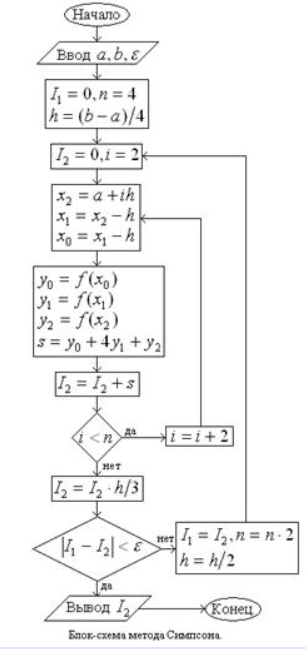 Начало
Ввод a, b, ε
I₁ = 0, n = 4
h = (b − a)/4
I₂ = 0, i = 2
x₂ = a + ih
x₁ = x₂ − h
x₀ = x₁ − h
y₀ = f(x₀)
y₁ = f(x₁)
y₂ = f(x₂)
s = y₀ + 4y₁ + y₂
I₂ = I₂ + s
i < n
да
i = i + 2
нет
I₂ = I₂ · h/3
|I₁ − I₂| < ε
нет
I₁ = I₂, n = n · 2
h = h/2
да
Вывод I₂
Конец
Блок-схема метода Симпсона.